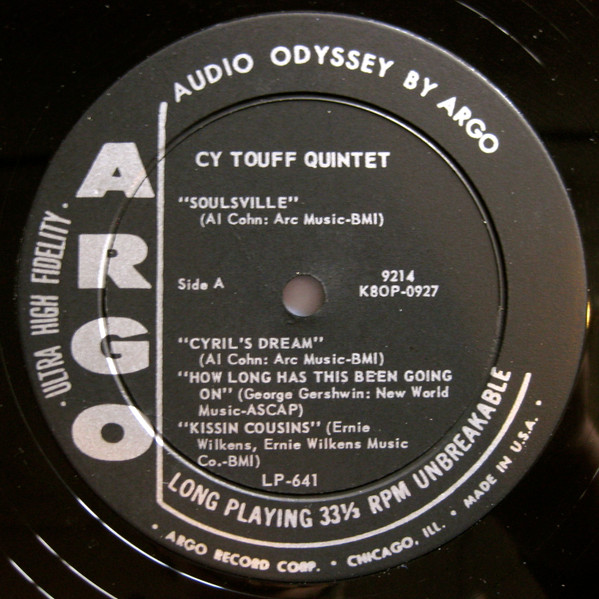 AUDIO ODYSSEY BY ARGO
ARGO
· ULTRA HIGH FIDELITY ·
CY TOUFF QUINTET
"SOULSVILLE"
(Al Cohn: Arc Music-BMI)
Side A
9214
K8OP-0927
"CYRIL'S DREAM"
(Al Cohn: Arc Music-BMI)
"HOW LONG HAS THIS BEEN GOING
ON" (George Gershwin: New World
Music-ASCAP)
"KISSIN COUSINS" (Ernie
Wilkens, Ernie Wilkens Music
Co.-BMI)
LP-641
LONG PLAYING 33⅓ RPM UNBREAKABLE
· ARGO RECORD CORP. · CHICAGO, ILL. · MADE IN U.S.A. ·